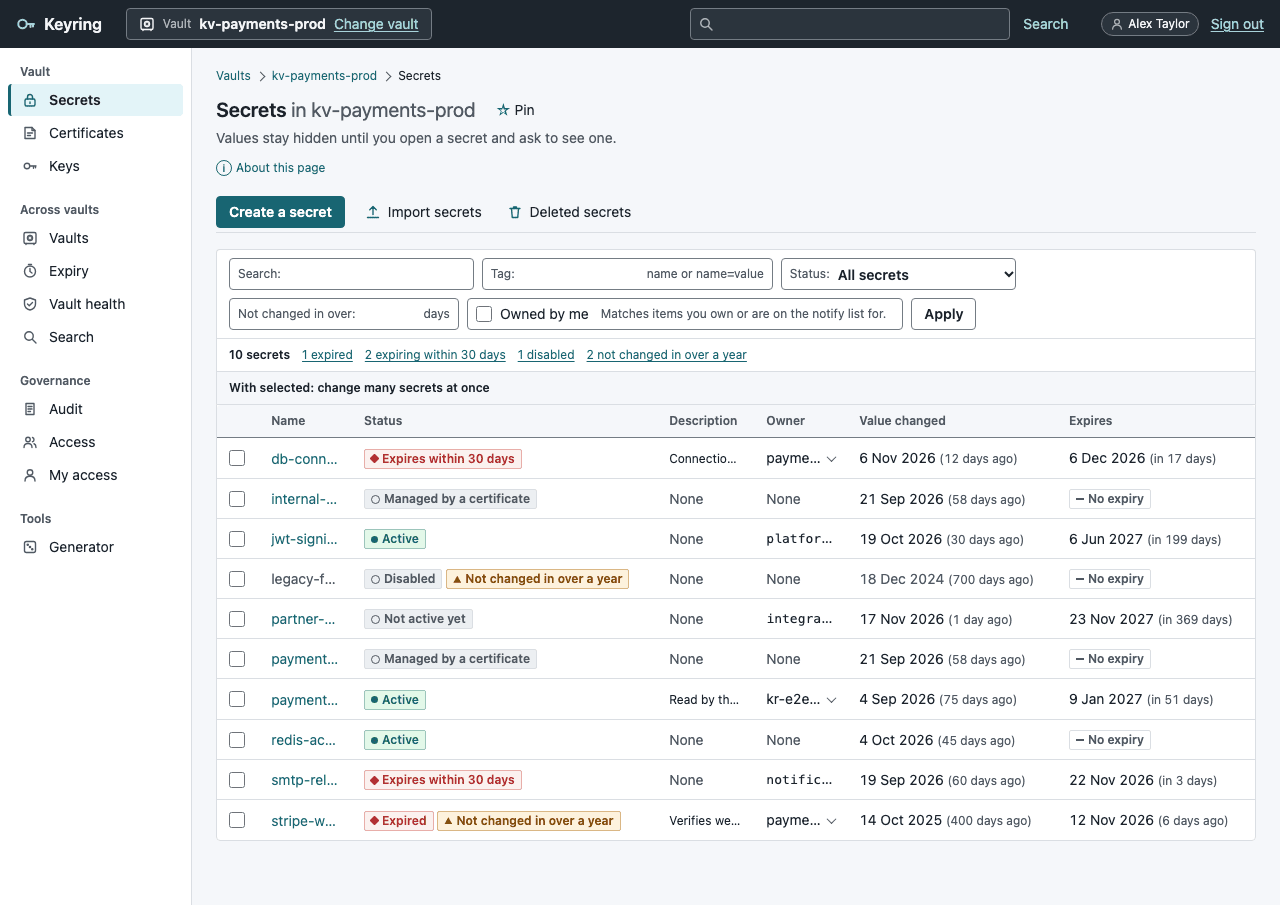 Keyring
Vault kv-payments-prod Change vault
Search
Alex Taylor
Sign out
Vault
Secrets
Certificates
Keys
Across vaults
Vaults
Expiry
Vault health
Search
Governance
Audit
Access
My access
Tools
Generator
Vaults > kv-payments-prod > Secrets
Secrets in kv-payments-prod
Pin
Values stay hidden until you open a secret and ask to see one.
About this page
Create a secret
Import secrets
Deleted secrets
Search:
Tag: name or name=value
Status: All secrets
Not changed in over: days
Owned by me Matches items you own or are on the notify list for.
Apply
10 secrets 1 expired 2 expiring within 30 days 1 disabled 2 not changed in over a year
With selected: change many secrets at once
Name Status Description Owner Value changed Expires
db-conn... Expires within 30 days Connectio... payme... 6 Nov 2026 (12 days ago) 6 Dec 2026 (in 17 days)
internal-... Managed by a certificate None None 21 Sep 2026 (58 days ago) No expiry
jwt-signi... Active None platfor... 19 Oct 2026 (30 days ago) 6 Jun 2027 (in 199 days)
legacy-f... Disabled Not changed in over a year None None 18 Dec 2024 (700 days ago) No expiry
partner-... Not active yet None integra... 17 Nov 2026 (1 day ago) 23 Nov 2027 (in 369 days)
payment... Managed by a certificate None None 21 Sep 2026 (58 days ago) No expiry
payment... Active Read by th... kr-e2e... 4 Sep 2026 (75 days ago) 9 Jan 2027 (in 51 days)
redis-ac... Active None None 4 Oct 2026 (45 days ago) No expiry
smtp-rel... Expires within 30 days None notific... 19 Sep 2026 (60 days ago) 22 Nov 2026 (in 3 days)
stripe-w... Expired Not changed in over a year Verifies we... payme... 14 Oct 2025 (400 days ago) 12 Nov 2026 (6 days ago)